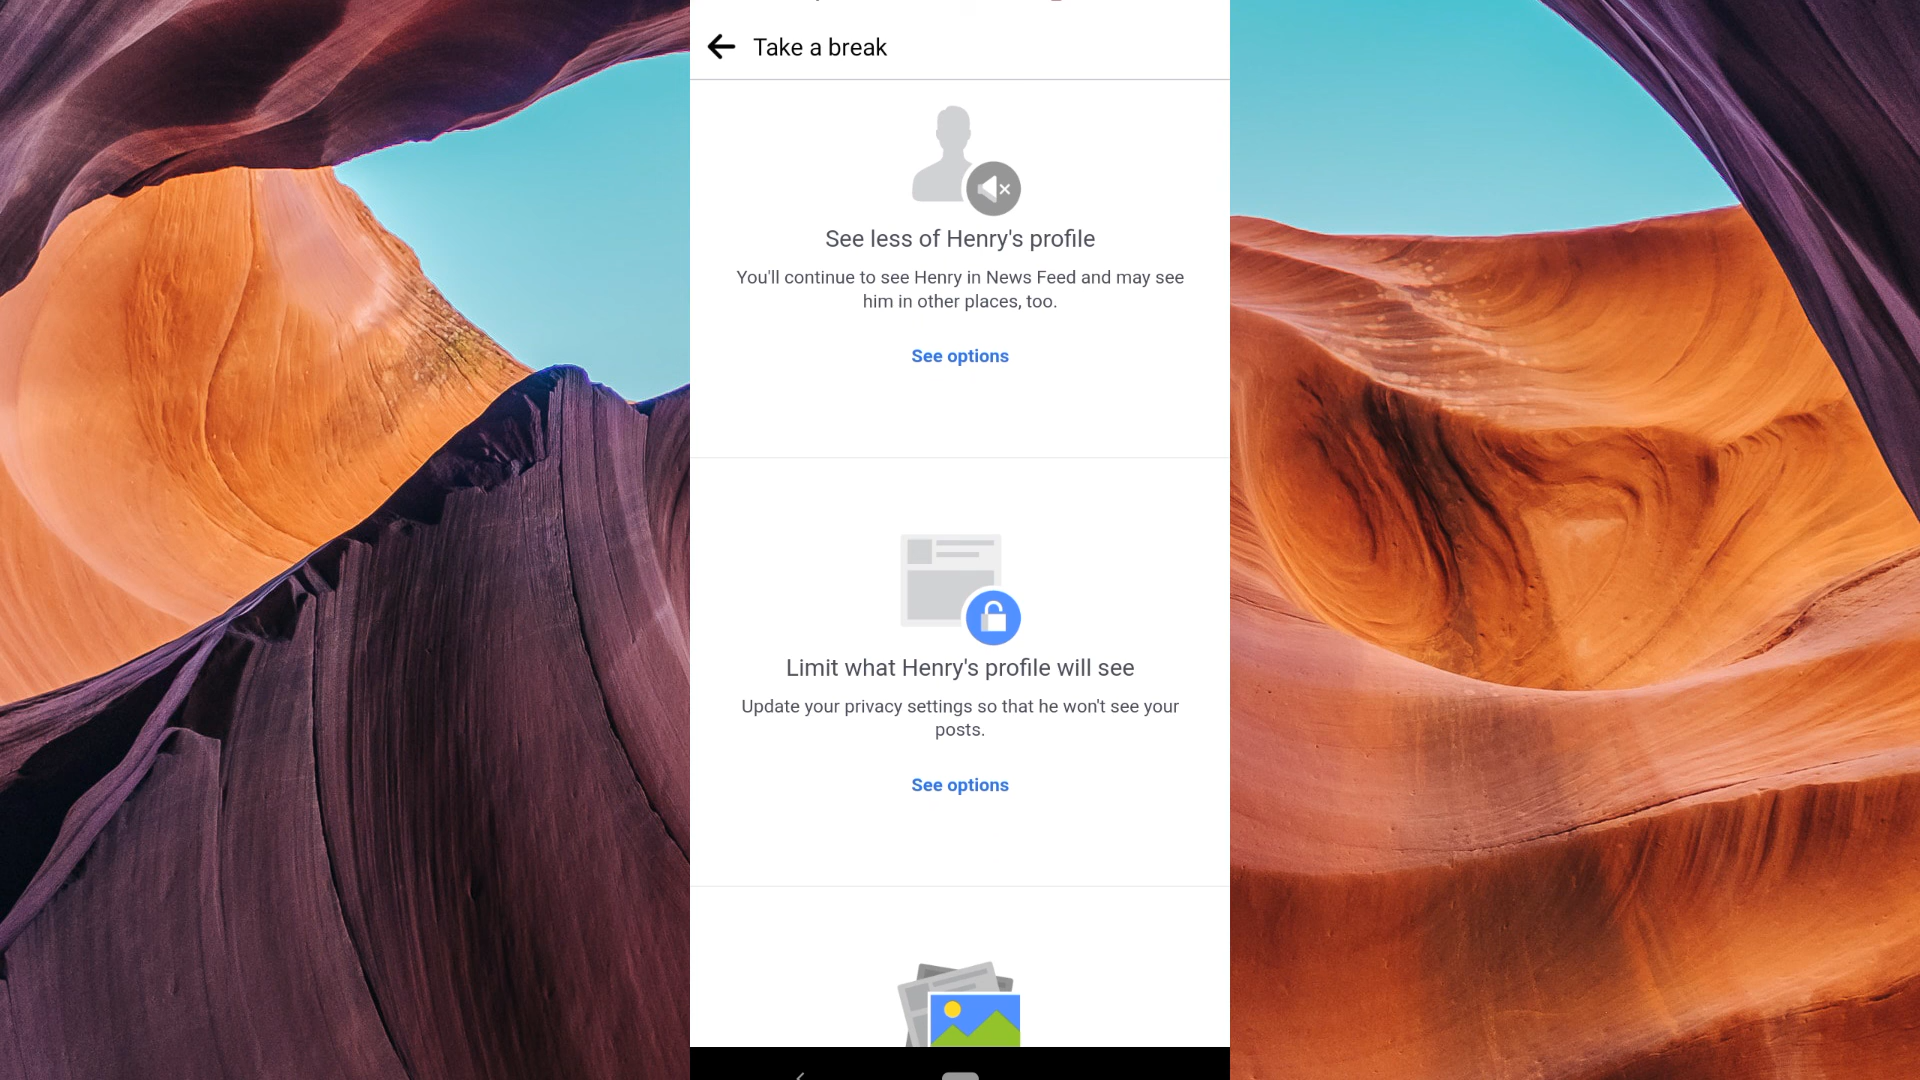 Take a break
See less of Henry's profile
You'll continue to see Henry in News Feed and may see
him in other places, too.
See options
Limit what Henry's profile will see
Update your privacy settings so that he won't see your
posts.
See options